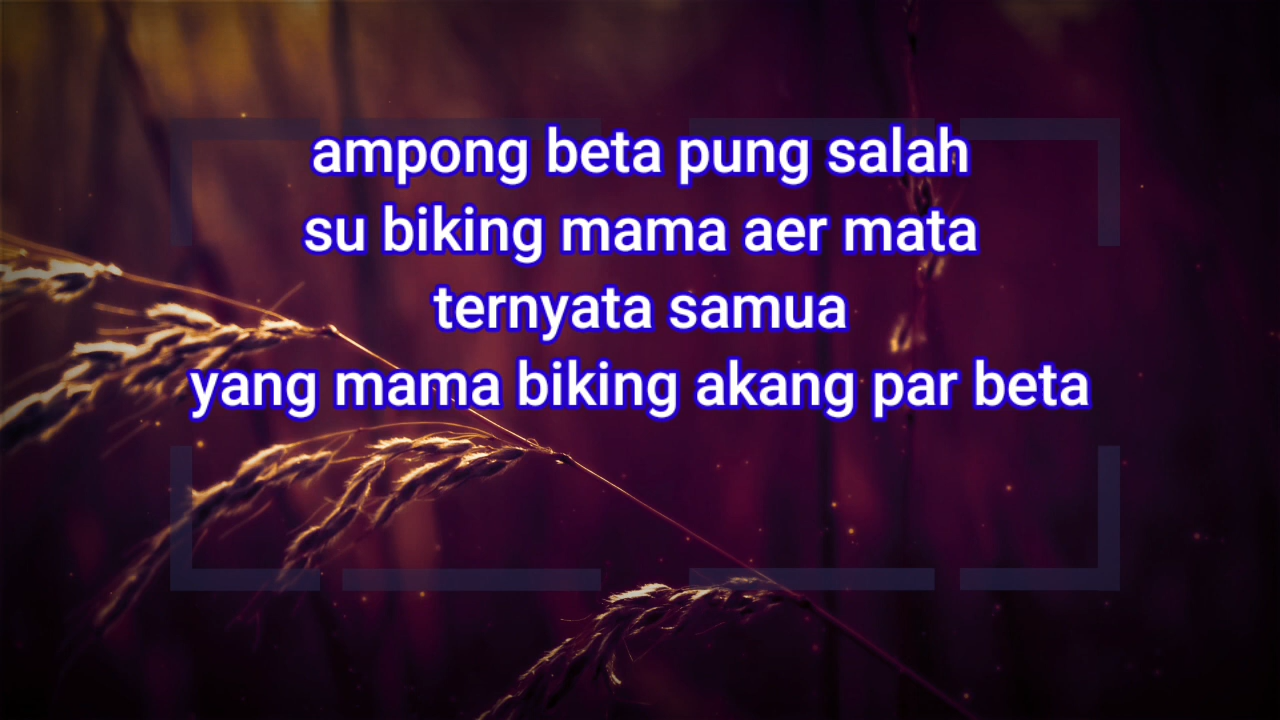 ampong beta pung salah
su biking mama aer mata
ternyata samua
yang mama biking akang par beta